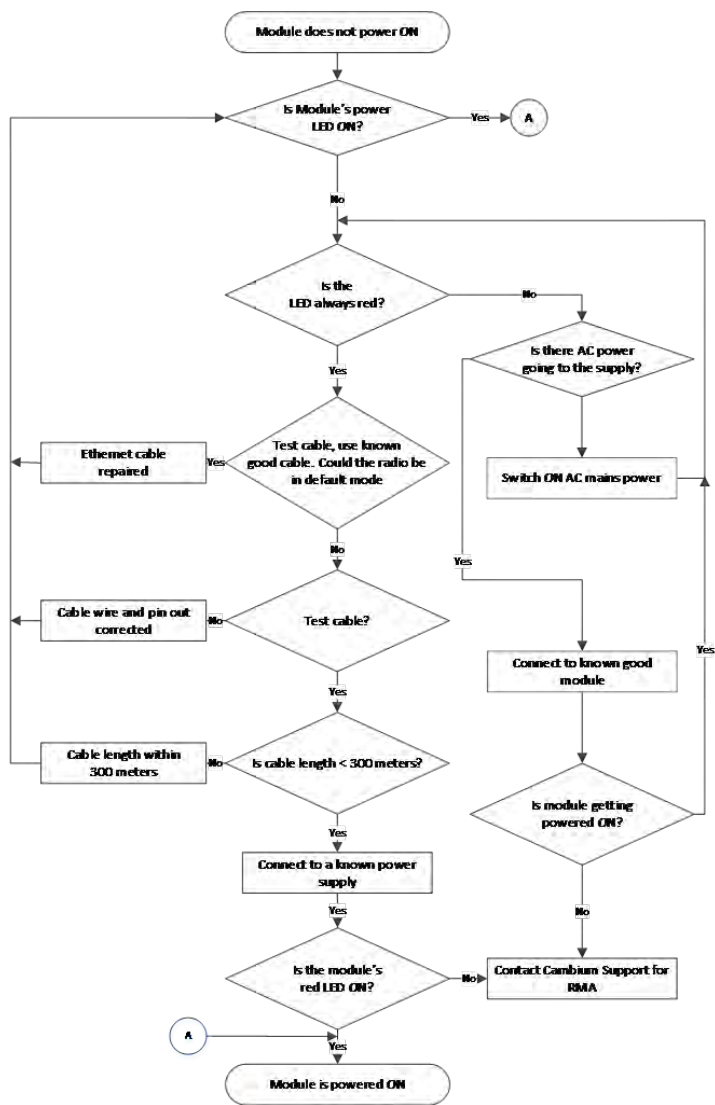 Module does not power ON
Is Module's power
LED ON?
Yes
A
No
Is the
LED always red?
No
Is there AC power
going to the supply?
Yes
Test cable, use known
good cable. Could the radio be
in default mode
Yes
Ethernet cable
repaired
Switch ON AC mains power
No
Yes
Cable wire and pin out
corrected
No
Test cable?
Yes
Connect to known good
module
Yes
Cable length within
300 meters
No
Is cable length < 300 meters?
Is module getting
powered ON?
Yes
Connect to a known power
supply
Yes
No
Is the module's
red LED ON?
No
Contact Cambium Support for
RMA
A
Yes
Module is powered ON